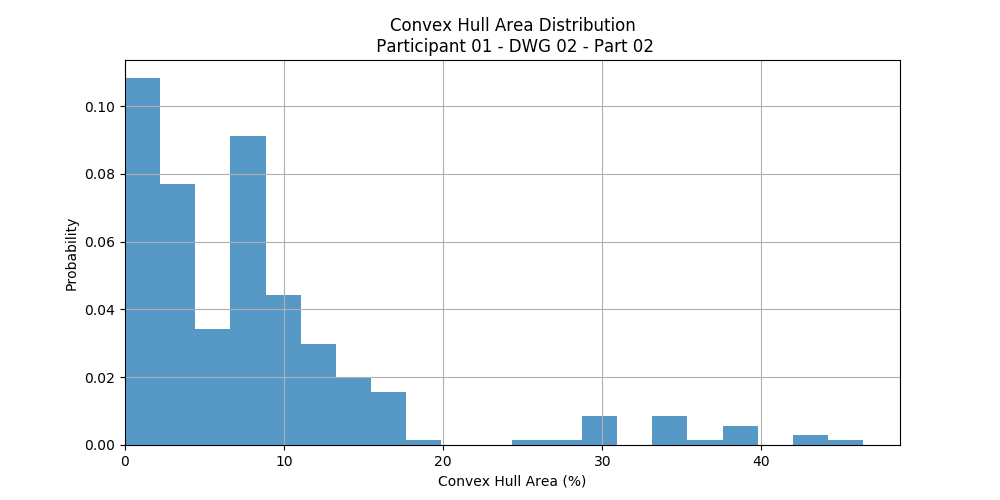 Convex Hull Area Distribution
Participant 01 - DWG 02 - Part 02
Probability
0.10
0.08
0.06
0.04
0.02
0.00
0 10 20 30 40
Convex Hull Area (%)